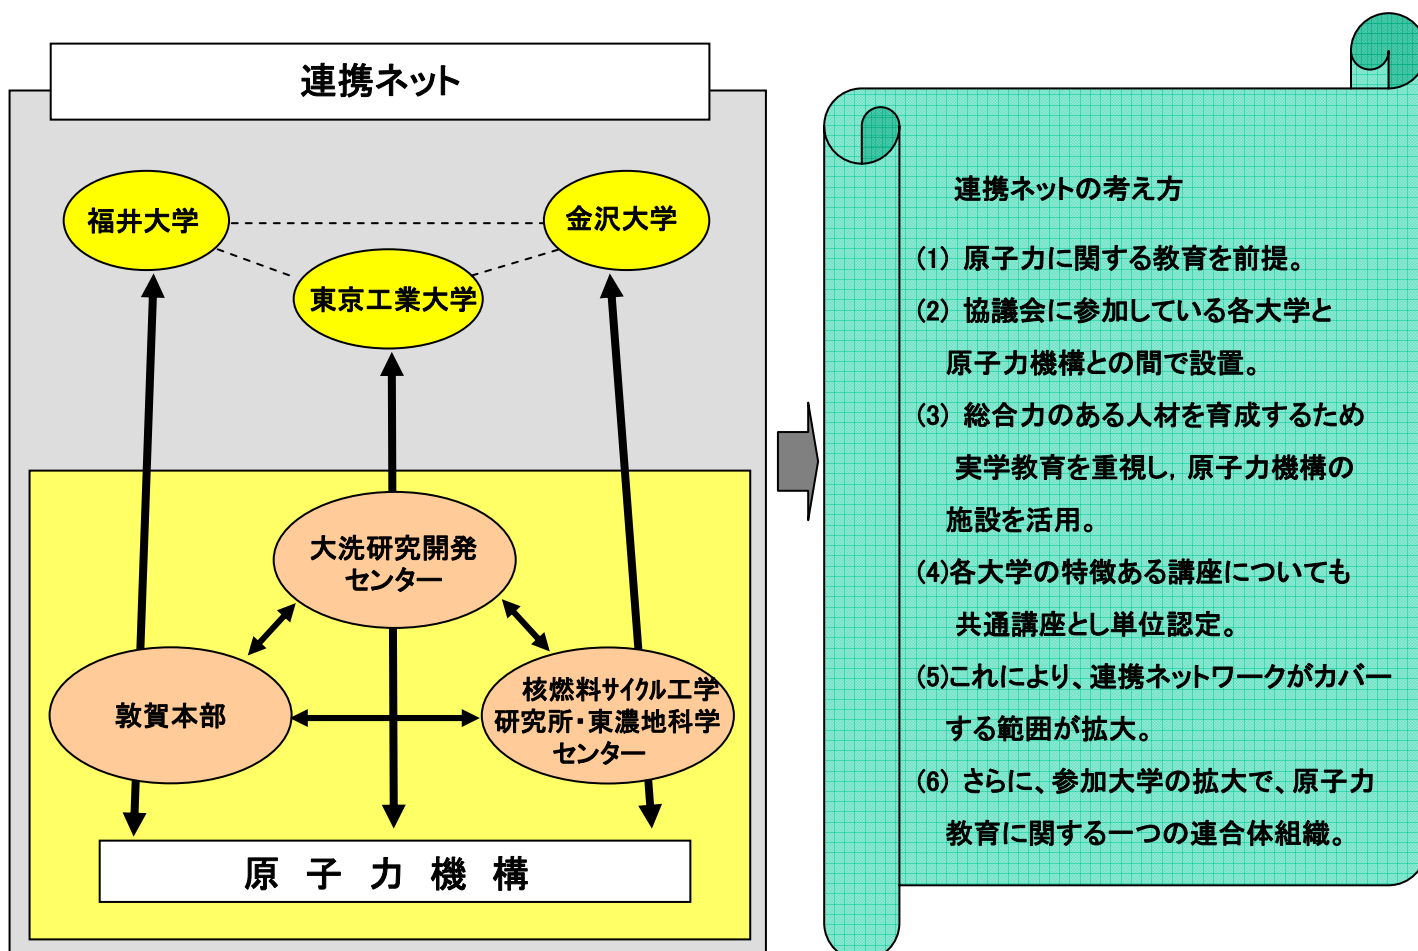 連携ネット
福井大学
金沢大学
東京工業大学
大洗研究開発
センター
敦賀本部
核燃料サイクル工学
研究所・東濃地科学
センター
原 子 力 機 構
連携ネットの考え方
(1) 原子力に関する教育を前提。
(2) 協議会に参加している各大学と
原子力機構との間で設置。
(3) 総合力のある人材を育成するため
実学教育を重視し,原子力機構の
施設を活用。
(4)各大学の特徴ある講座についても
共通講座とし単位認定。
(5)これにより、連携ネットワークがカバー
する範囲が拡大。
(6) さらに、参加大学の拡大で、原子力
教育に関する一つの連合体組織。